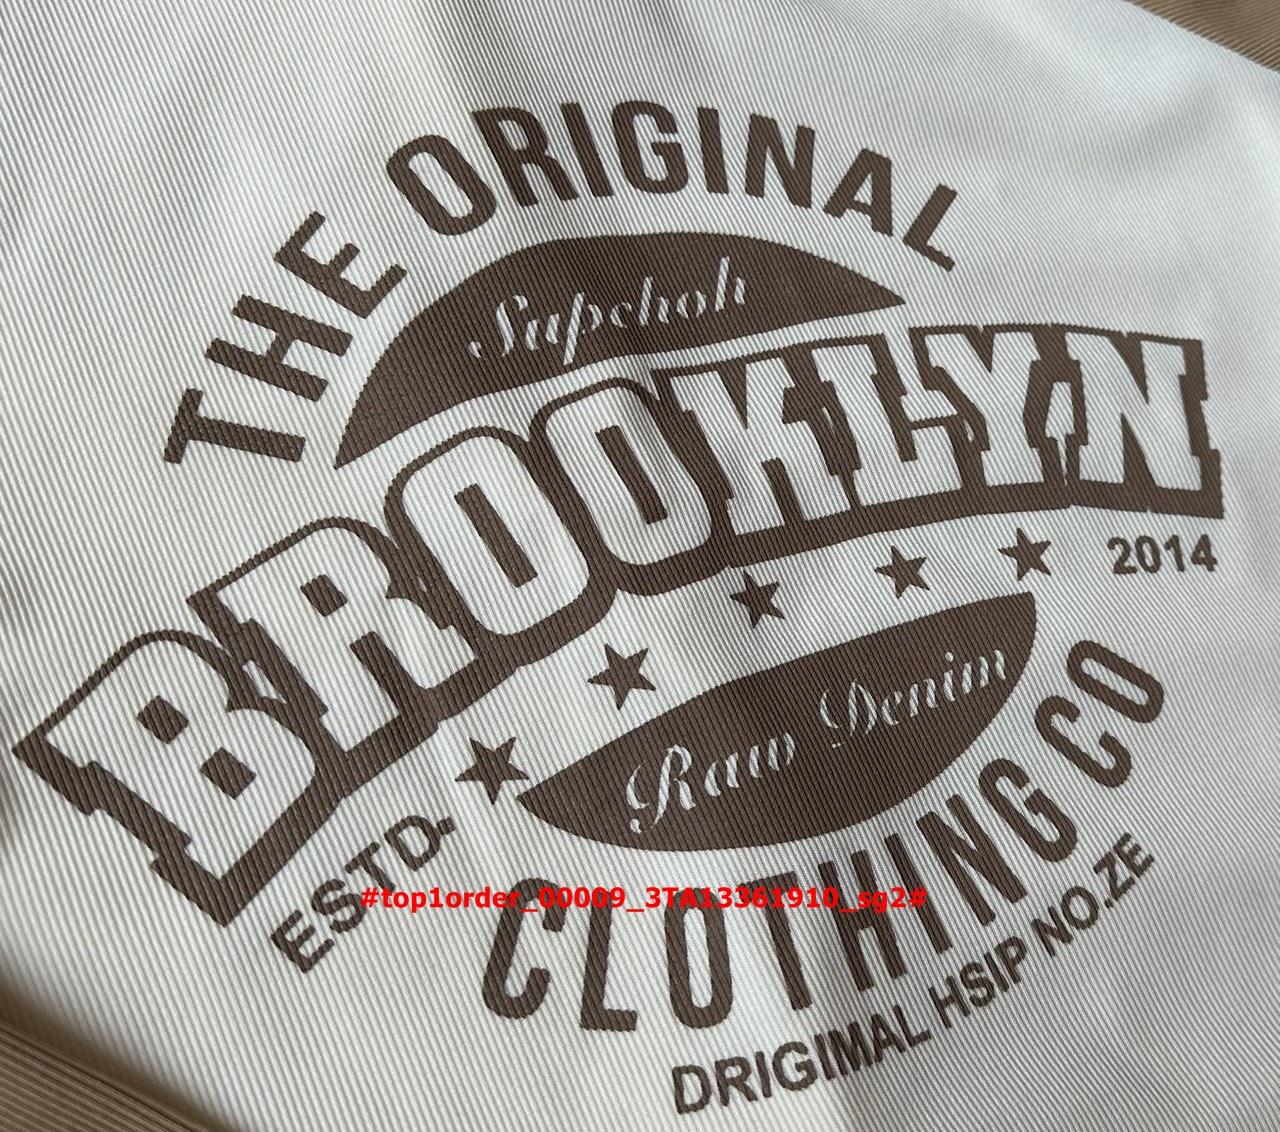 THE ORIGINAL
Supchoh
BROOKLYN
ESTD.
2014
Raw Denim
CLOTHING CO
DRIGIMAL HSIP NO.ZE
#top1order_00009_3TA13361910_sg2#